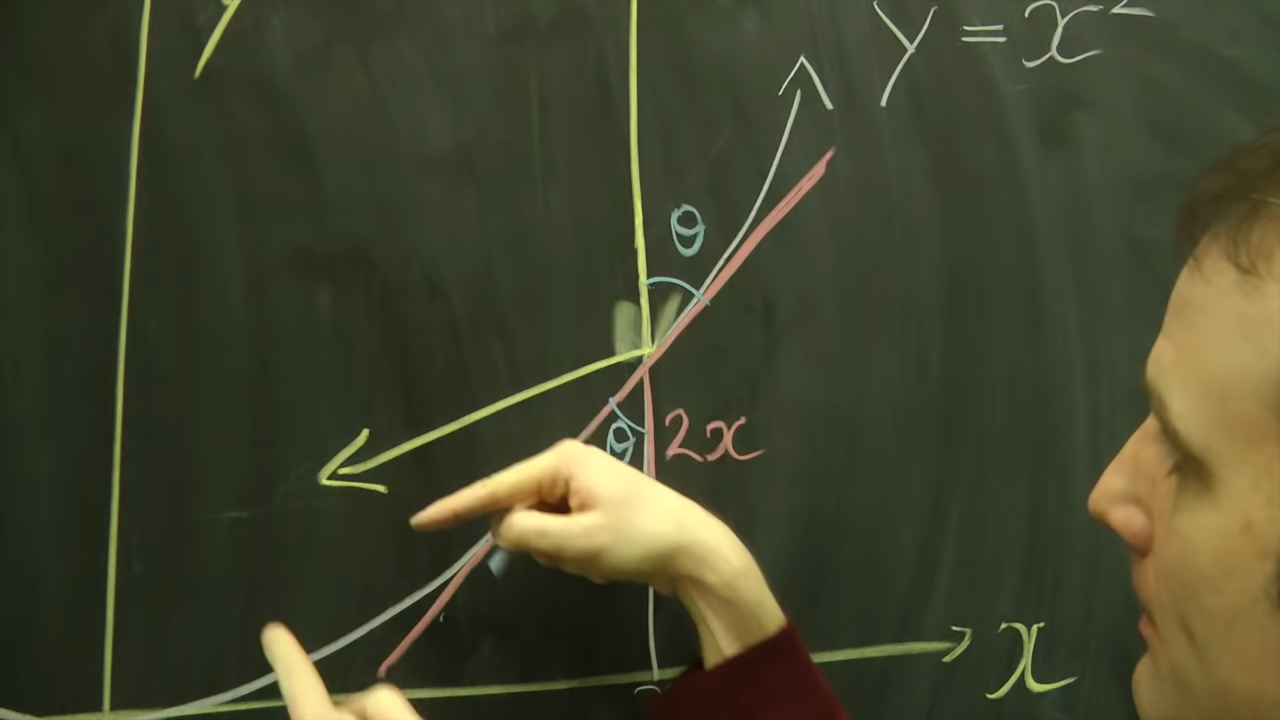 y
y = x²
θ
θ
2x
x